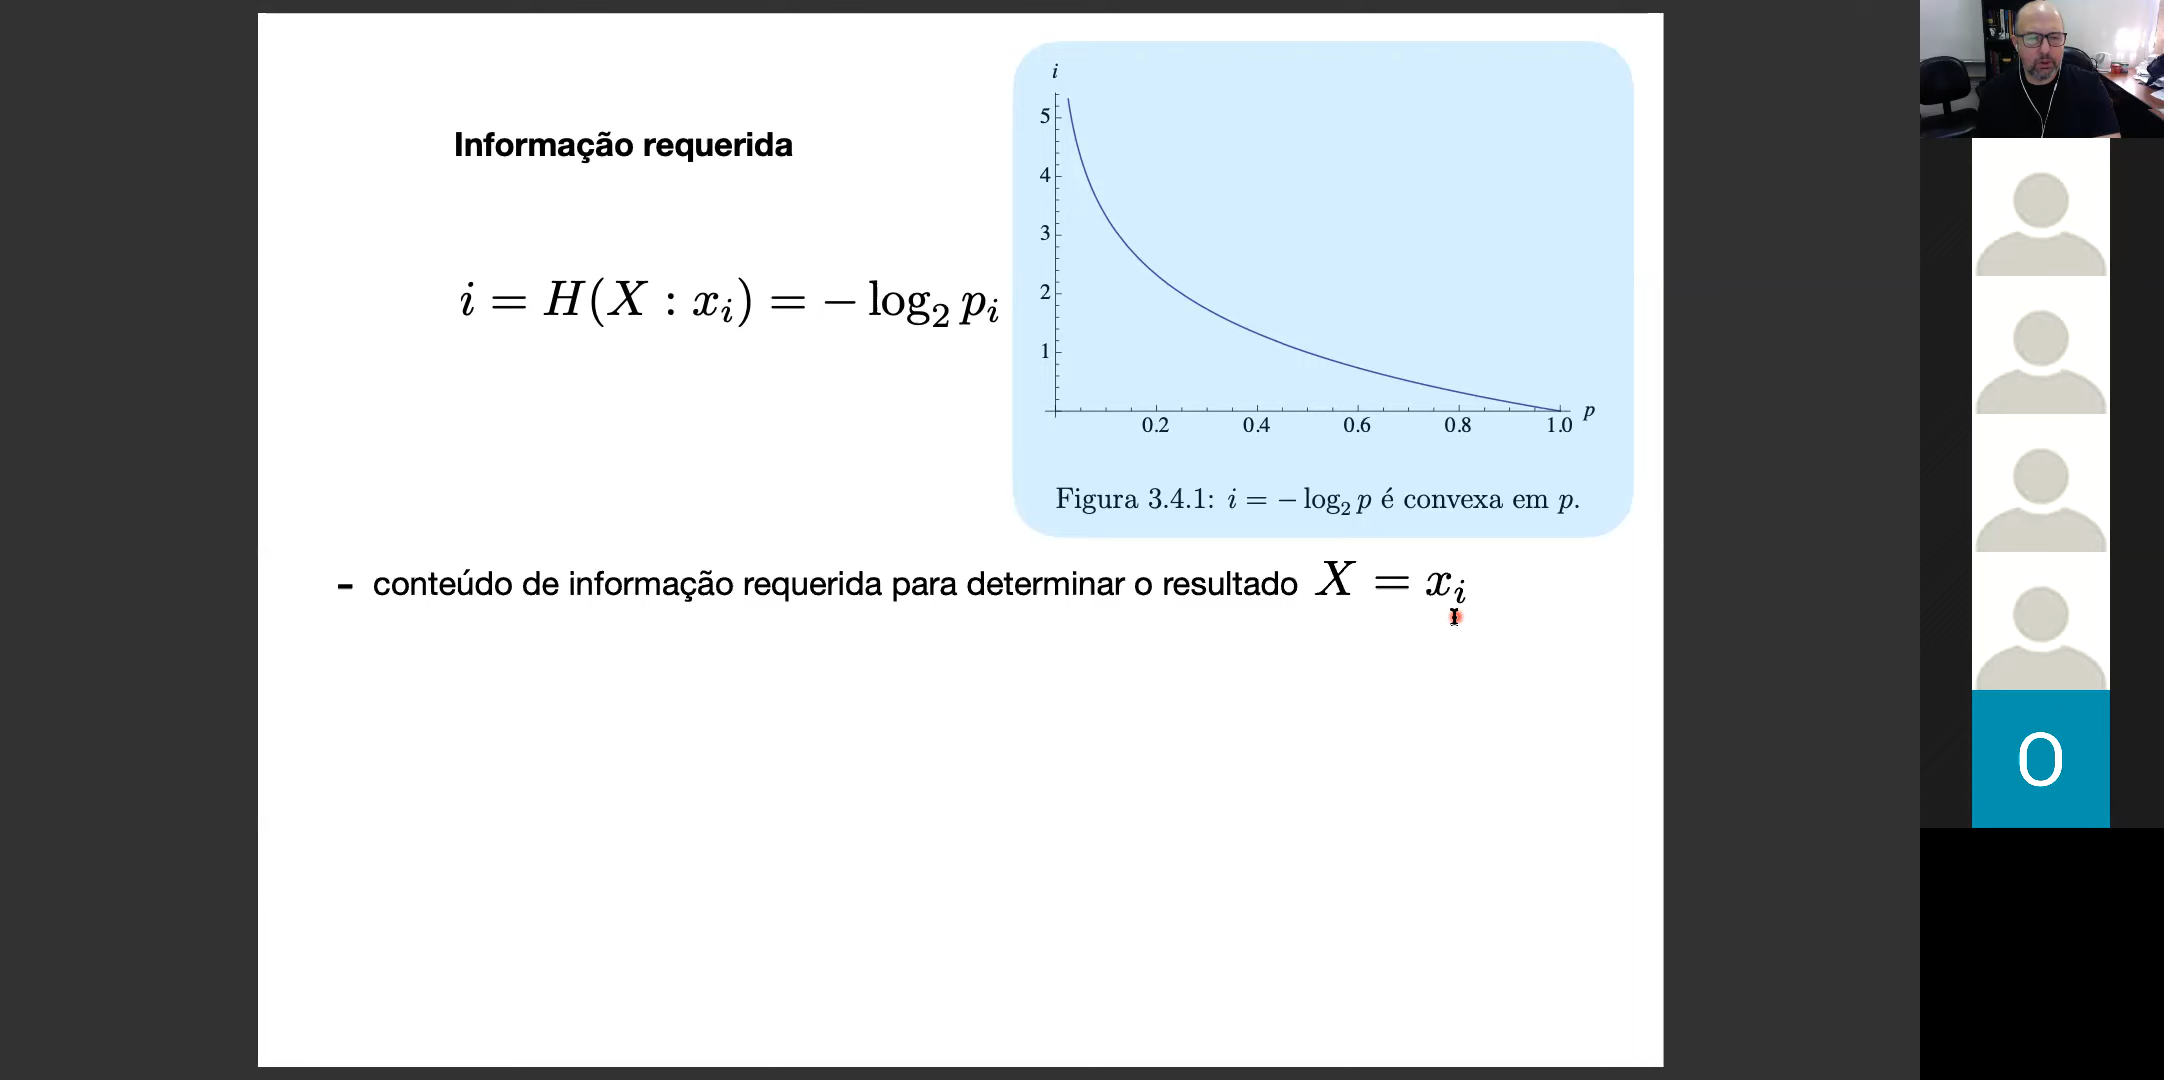 Informação requerida
i = H(X : x_i) = − log_2 p_i
i
5
4
3
2
1
0.2 0.4 0.6 0.8 1.0 p
Figura 3.4.1: i = − log_2 p é convexa em p.
- conteúdo de informação requerida para determinar o resultado X = x_i
O